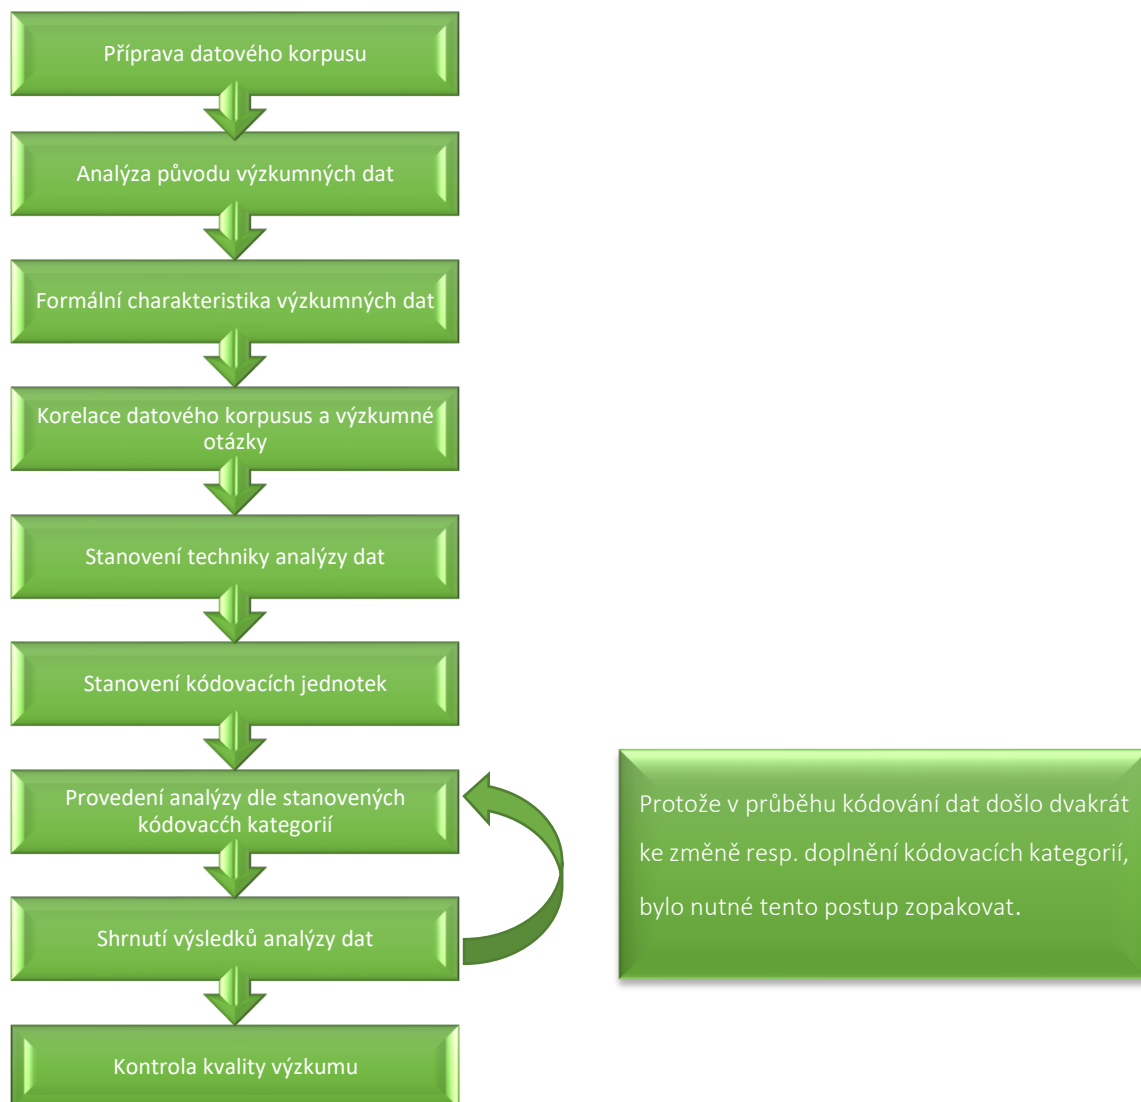 Příprava datového korpusu
Analýza původu výzkumných dat
Formální charakteristika výzkumných dat
Korelace datového korpusus a výzkumné
otázky
Stanovení techniky analýzy dat
Stanovení kódovacích jednotek
Provedení analýzy dle stanovených
kódovacćh kategorií
Shrnutí výsledků analýzy dat
Kontrola kvality výzkumu
Protože v průběhu kódování dat došlo dvakrát
ke změně resp. doplnění kódovacích kategorií,
bylo nutné tento postup zopakovat.